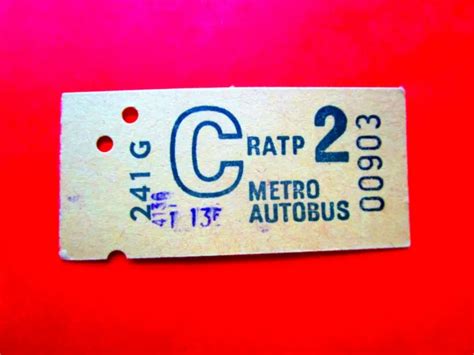 241 G
C
RATP 2
METRO
AUTOBUS
00903